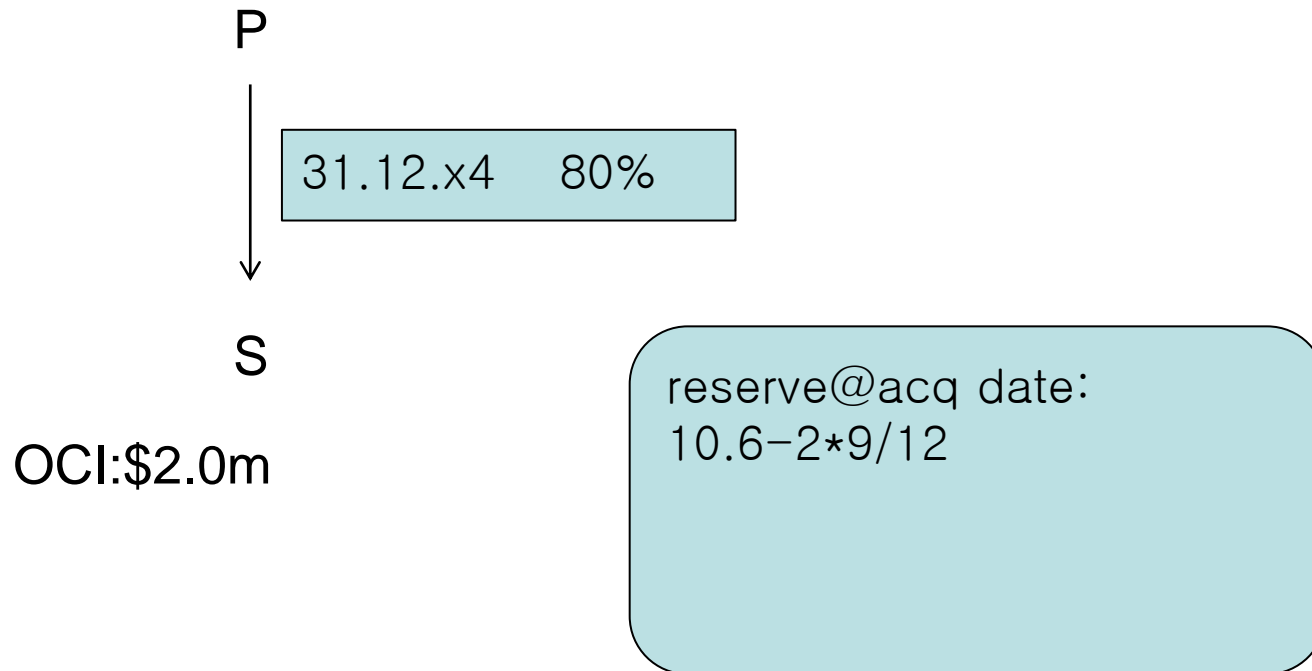 P
31.12.x4 80%
S
OCI:$2.0m
reserve@acq date:
10.6-2*9/12